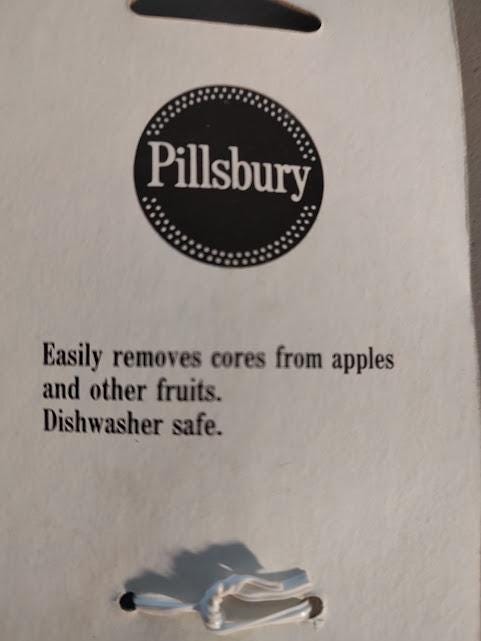 Pillsbury
Easily removes cores from apples
and other fruits.
Dishwasher safe.